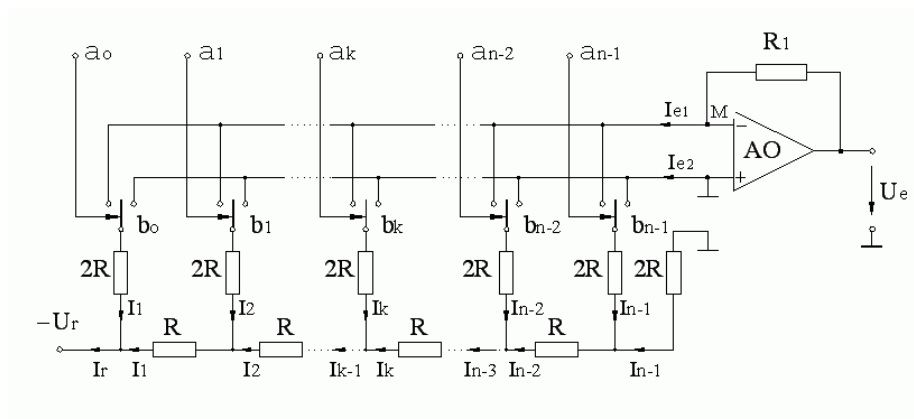 ao a1 ak an-2 an-1
R1
Ie1 M
− AO
Ie2 +
Ue
bo b1 bk bn-2 bn-1
2R 2R 2R 2R 2R 2R
I1 I2 Ik In-2 In-1
−Ur R R R R
Ir I1 I2 Ik-1 Ik In-3 In-2 In-1